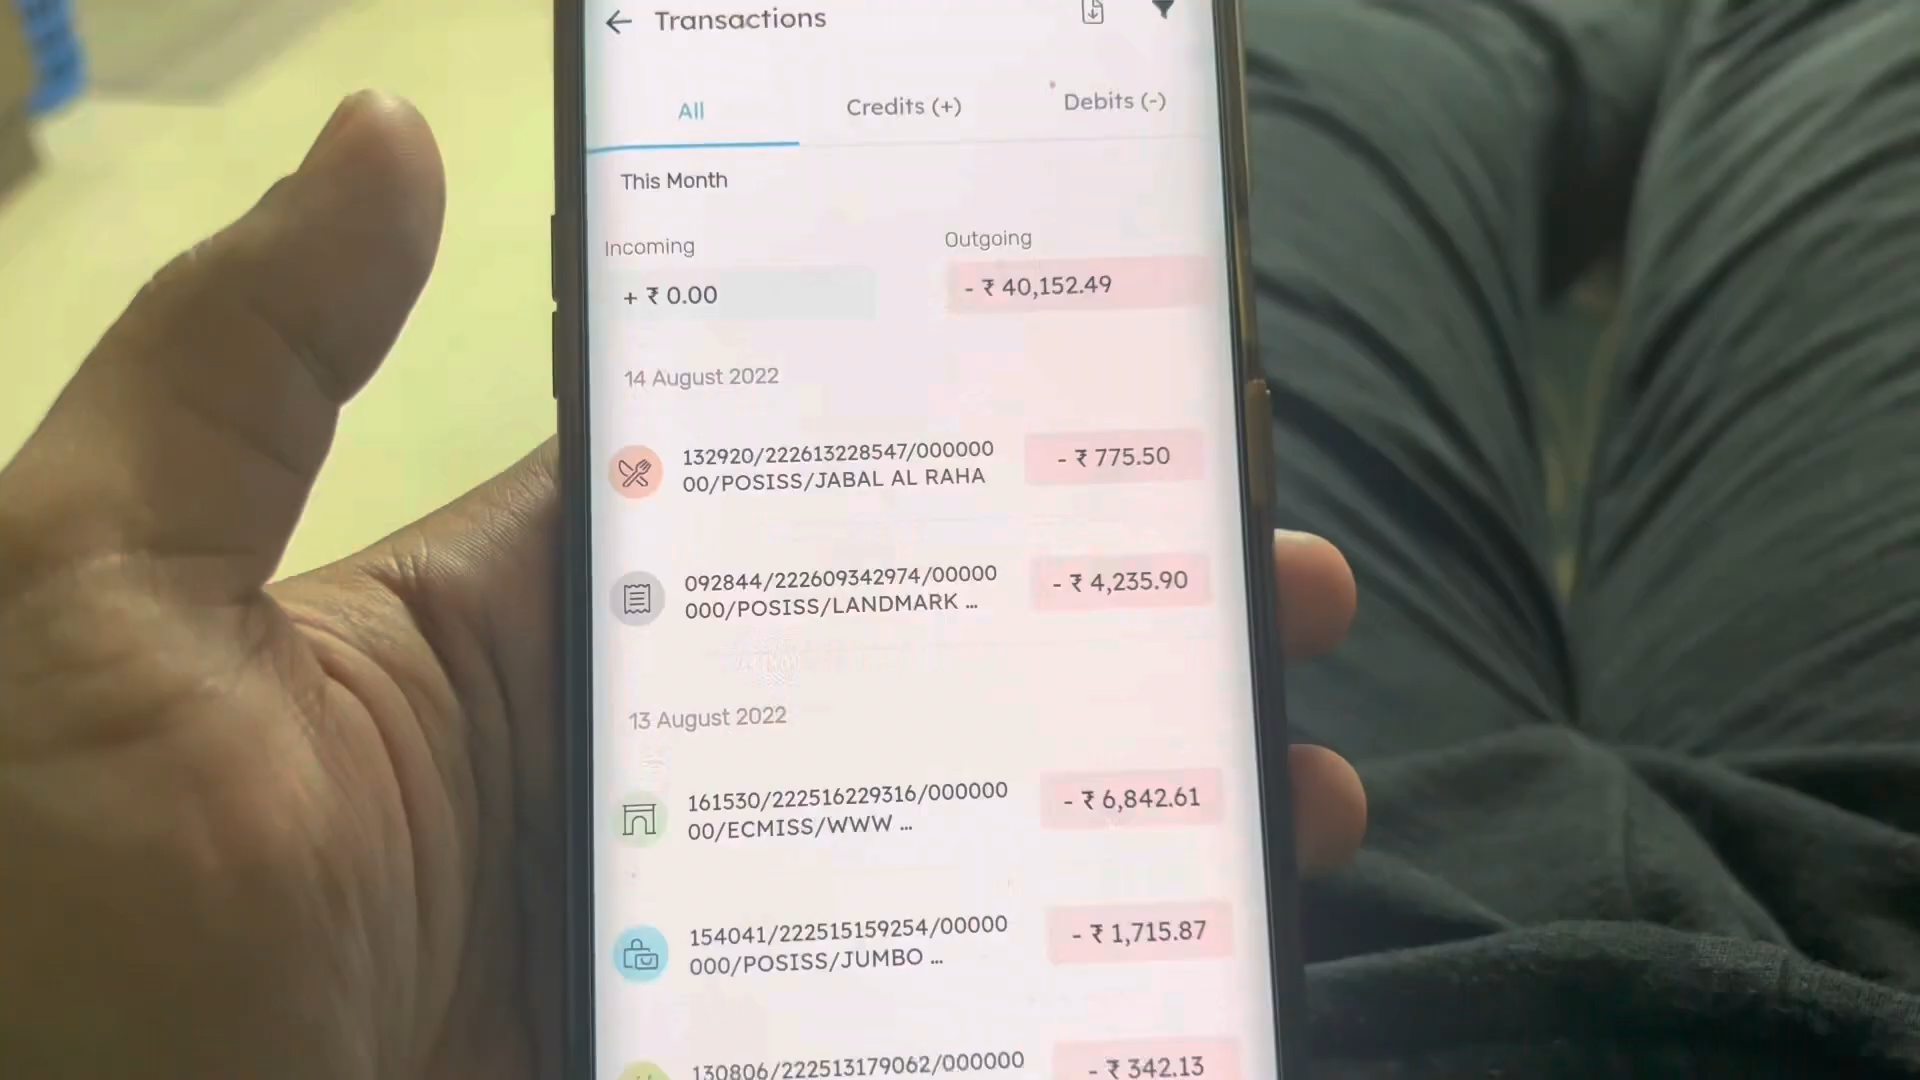 Transactions
All
Credits (+)
Debits (-)
This Month
Incoming
Outgoing
+ ₹ 0.00
- ₹ 40,152.49
14 August 2022
132920/222613228547/000000
00/POSISS/JABAL AL RAHA
- ₹ 775.50
092844/222609342974/00000
000/POSISS/LANDMARK ...
- ₹ 4,235.90
13 August 2022
161530/222516229316/000000
00/ECMISS/WWW ...
- ₹ 6,842.61
154041/222515159254/00000
000/POSISS/JUMBO ...
- ₹ 1,715.87
130806/222513179062/000000
- ₹ 342.13